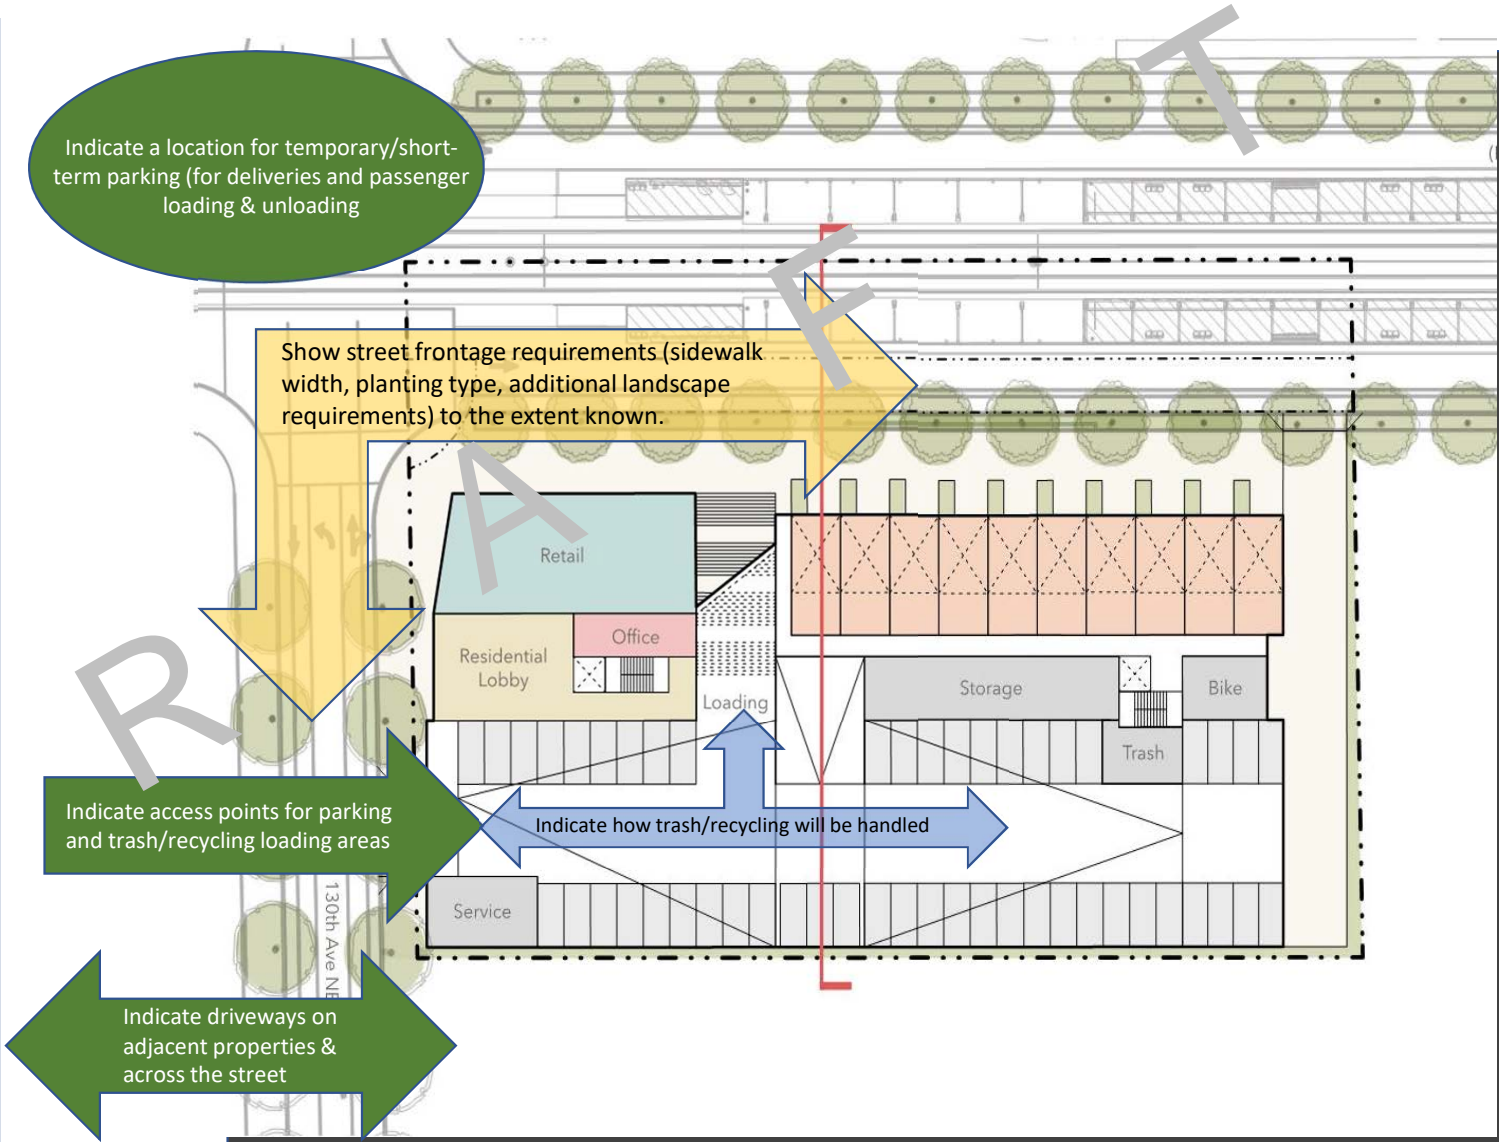 Indicate a location for temporary/short-
term parking (for deliveries and passenger
loading & unloading
Show street frontage requirements (sidewalk
width, planting type, additional landscape
requirements) to the extent known.
Retail
Office
Residential
Lobby
Loading
Storage
Bike
Trash
Indicate access points for parking
and trash/recycling loading areas
Indicate how trash/recycling will be handled
Service
130th Ave NE
Indicate driveways on
adjacent properties &
across the street
DRAFT